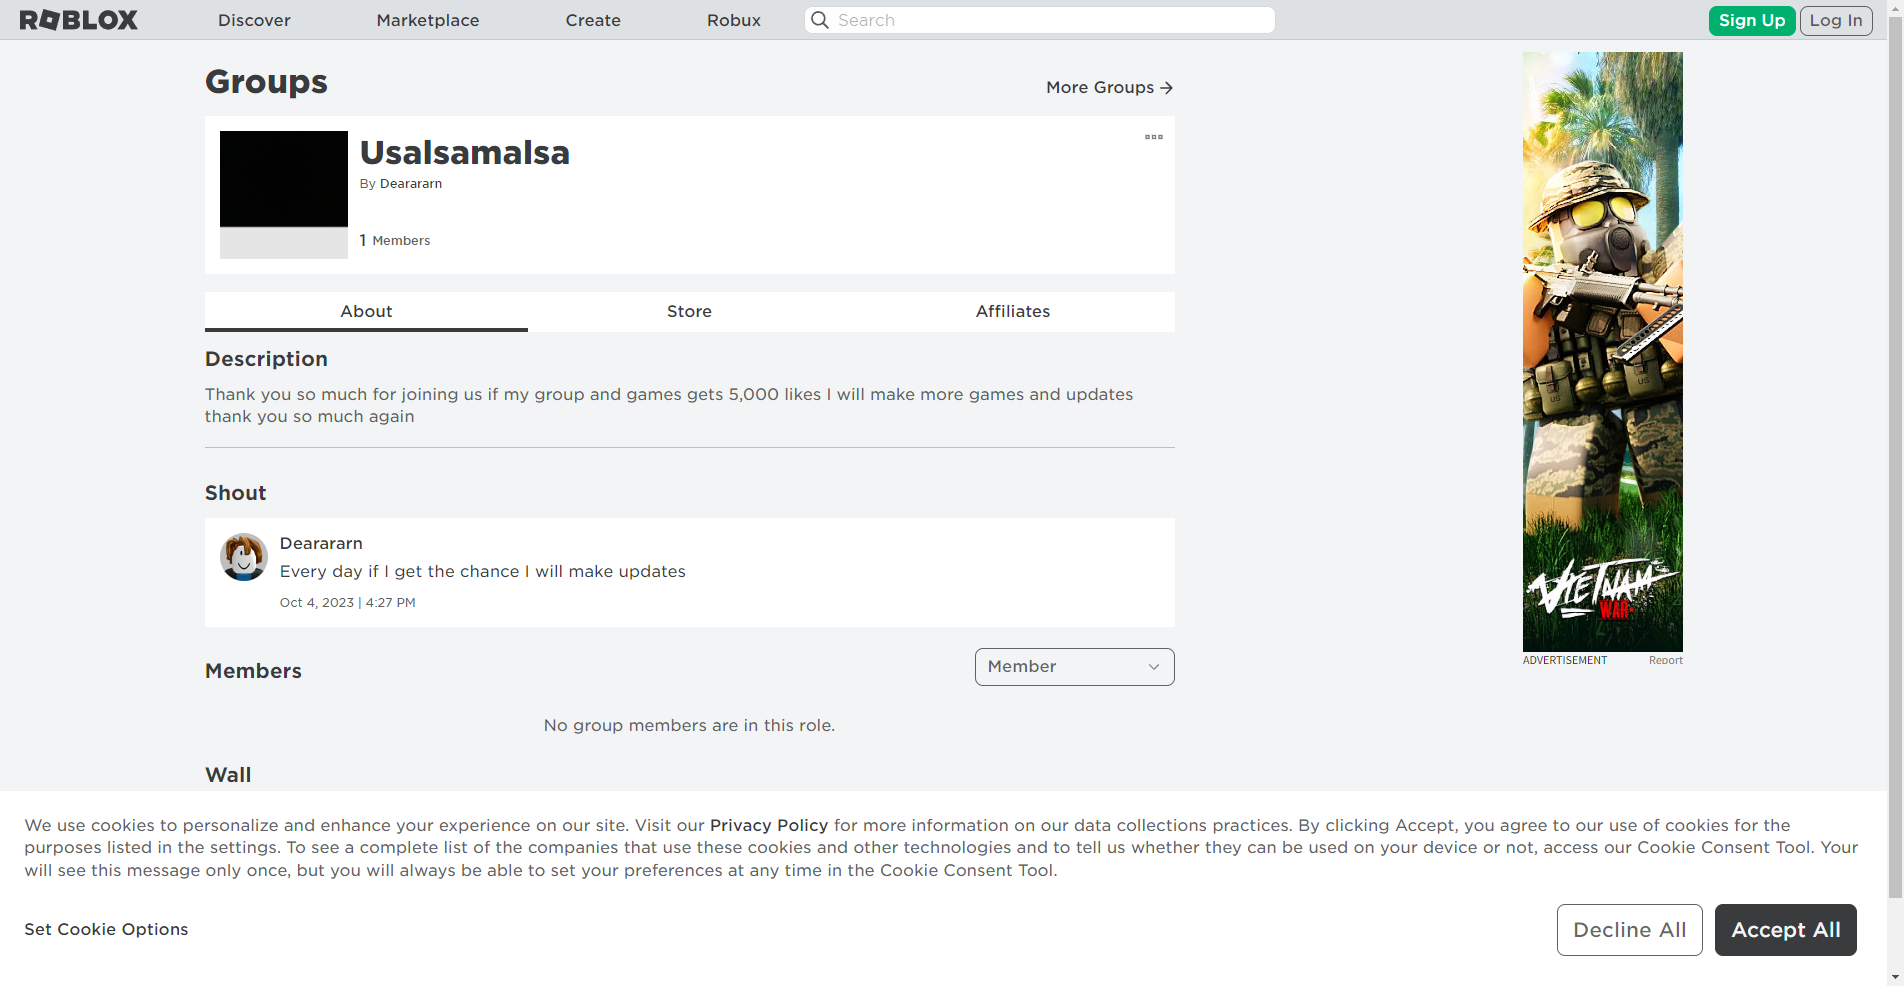 ROBLOX
Discover
Marketplace
Create
Robux
Search
Sign Up
Log In
Groups
More Groups
Usalsamalsa
By Dearararn
1 Members
About
Store
Affiliates
Description
Thank you so much for joining us if my group and games gets 5,000 likes I will make more games and updates
thank you so much again
Shout
Dearararn
Every day if I get the chance I will make updates
Oct 4, 2023 | 4:27 PM
Members
Member
No group members are in this role.
Wall
US
US
VIETNAM
WAR
ADVERTISEMENT
Report
We use cookies to personalize and enhance your experience on our site. Visit our Privacy Policy for more information on our data collections practices. By clicking Accept, you agree to our use of cookies for the
purposes listed in the settings. To see a complete list of the companies that use these cookies and other technologies and to tell us whether they can be used on your device or not, access our Cookie Consent Tool. Your
will see this message only once, but you will always be able to set your preferences at any time in the Cookie Consent Tool.
Set Cookie Options
Decline All
Accept All